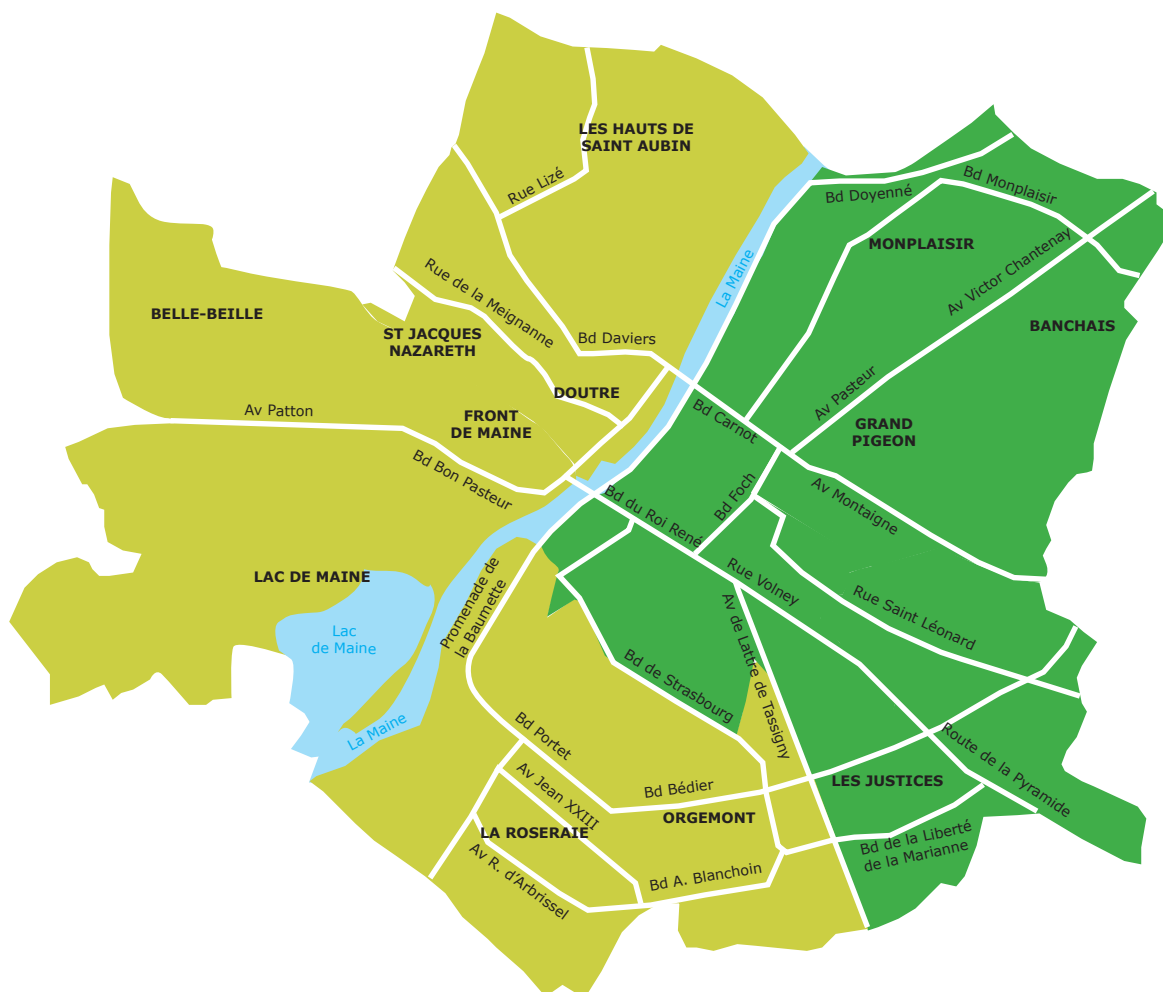 LES HAUTS DE
SAINT AUBIN
Rue Lizé
Bd Doyenné
Bd Monplaisir
MONPLAISIR
Av Victor Chantenay
La Maine
Rue de la Meignanne
BELLE-BEILLE
ST JACQUES
NAZARETH
Bd Daviers
BANCHAIS
DOUTRE
Av Pasteur
Av Patton
FRONT
DE MAINE
Bd Carnot
GRAND
PIGEON
Bd Bon Pasteur
Bd du Roi René
Bd Foch
Av Montaigne
LAC DE MAINE
Promenade de
la Baumette
Rue Volney
Rue Saint Léonard
Lac
de Maine
Av de Lattre de Tassigny
Bd de Strasbourg
La Maine
Bd Portet
Route de la Pyramide
Av Jean XXIII
Bd Bédier
LES JUSTICES
ORGEMONT
LA ROSERAIE
Bd de la Liberté
de la Marianne
Av R. d'Arbrissel
Bd A. Blanchoin